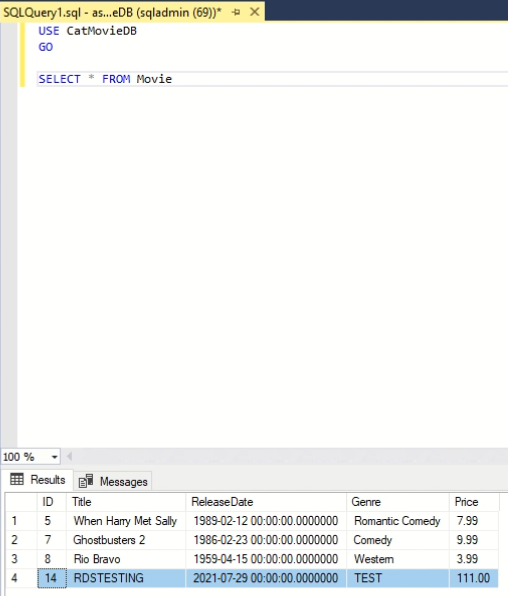 SQLQuery1.sql - as...eDB (sqladmin (69))*
USE CatMovieDB
GO
SELECT * FROM Movie
100 %
Results Messages
ID Title ReleaseDate Genre Price
1 5 When Harry Met Sally 1989-02-12 00:00:00.0000000 Romantic Comedy 7.99
2 7 Ghostbusters 2 1986-02-23 00:00:00.0000000 Comedy 9.99
3 8 Rio Bravo 1959-04-15 00:00:00.0000000 Western 3.99
4 14 RDSTESTING 2021-07-29 00:00:00.0000000 TEST 111.00